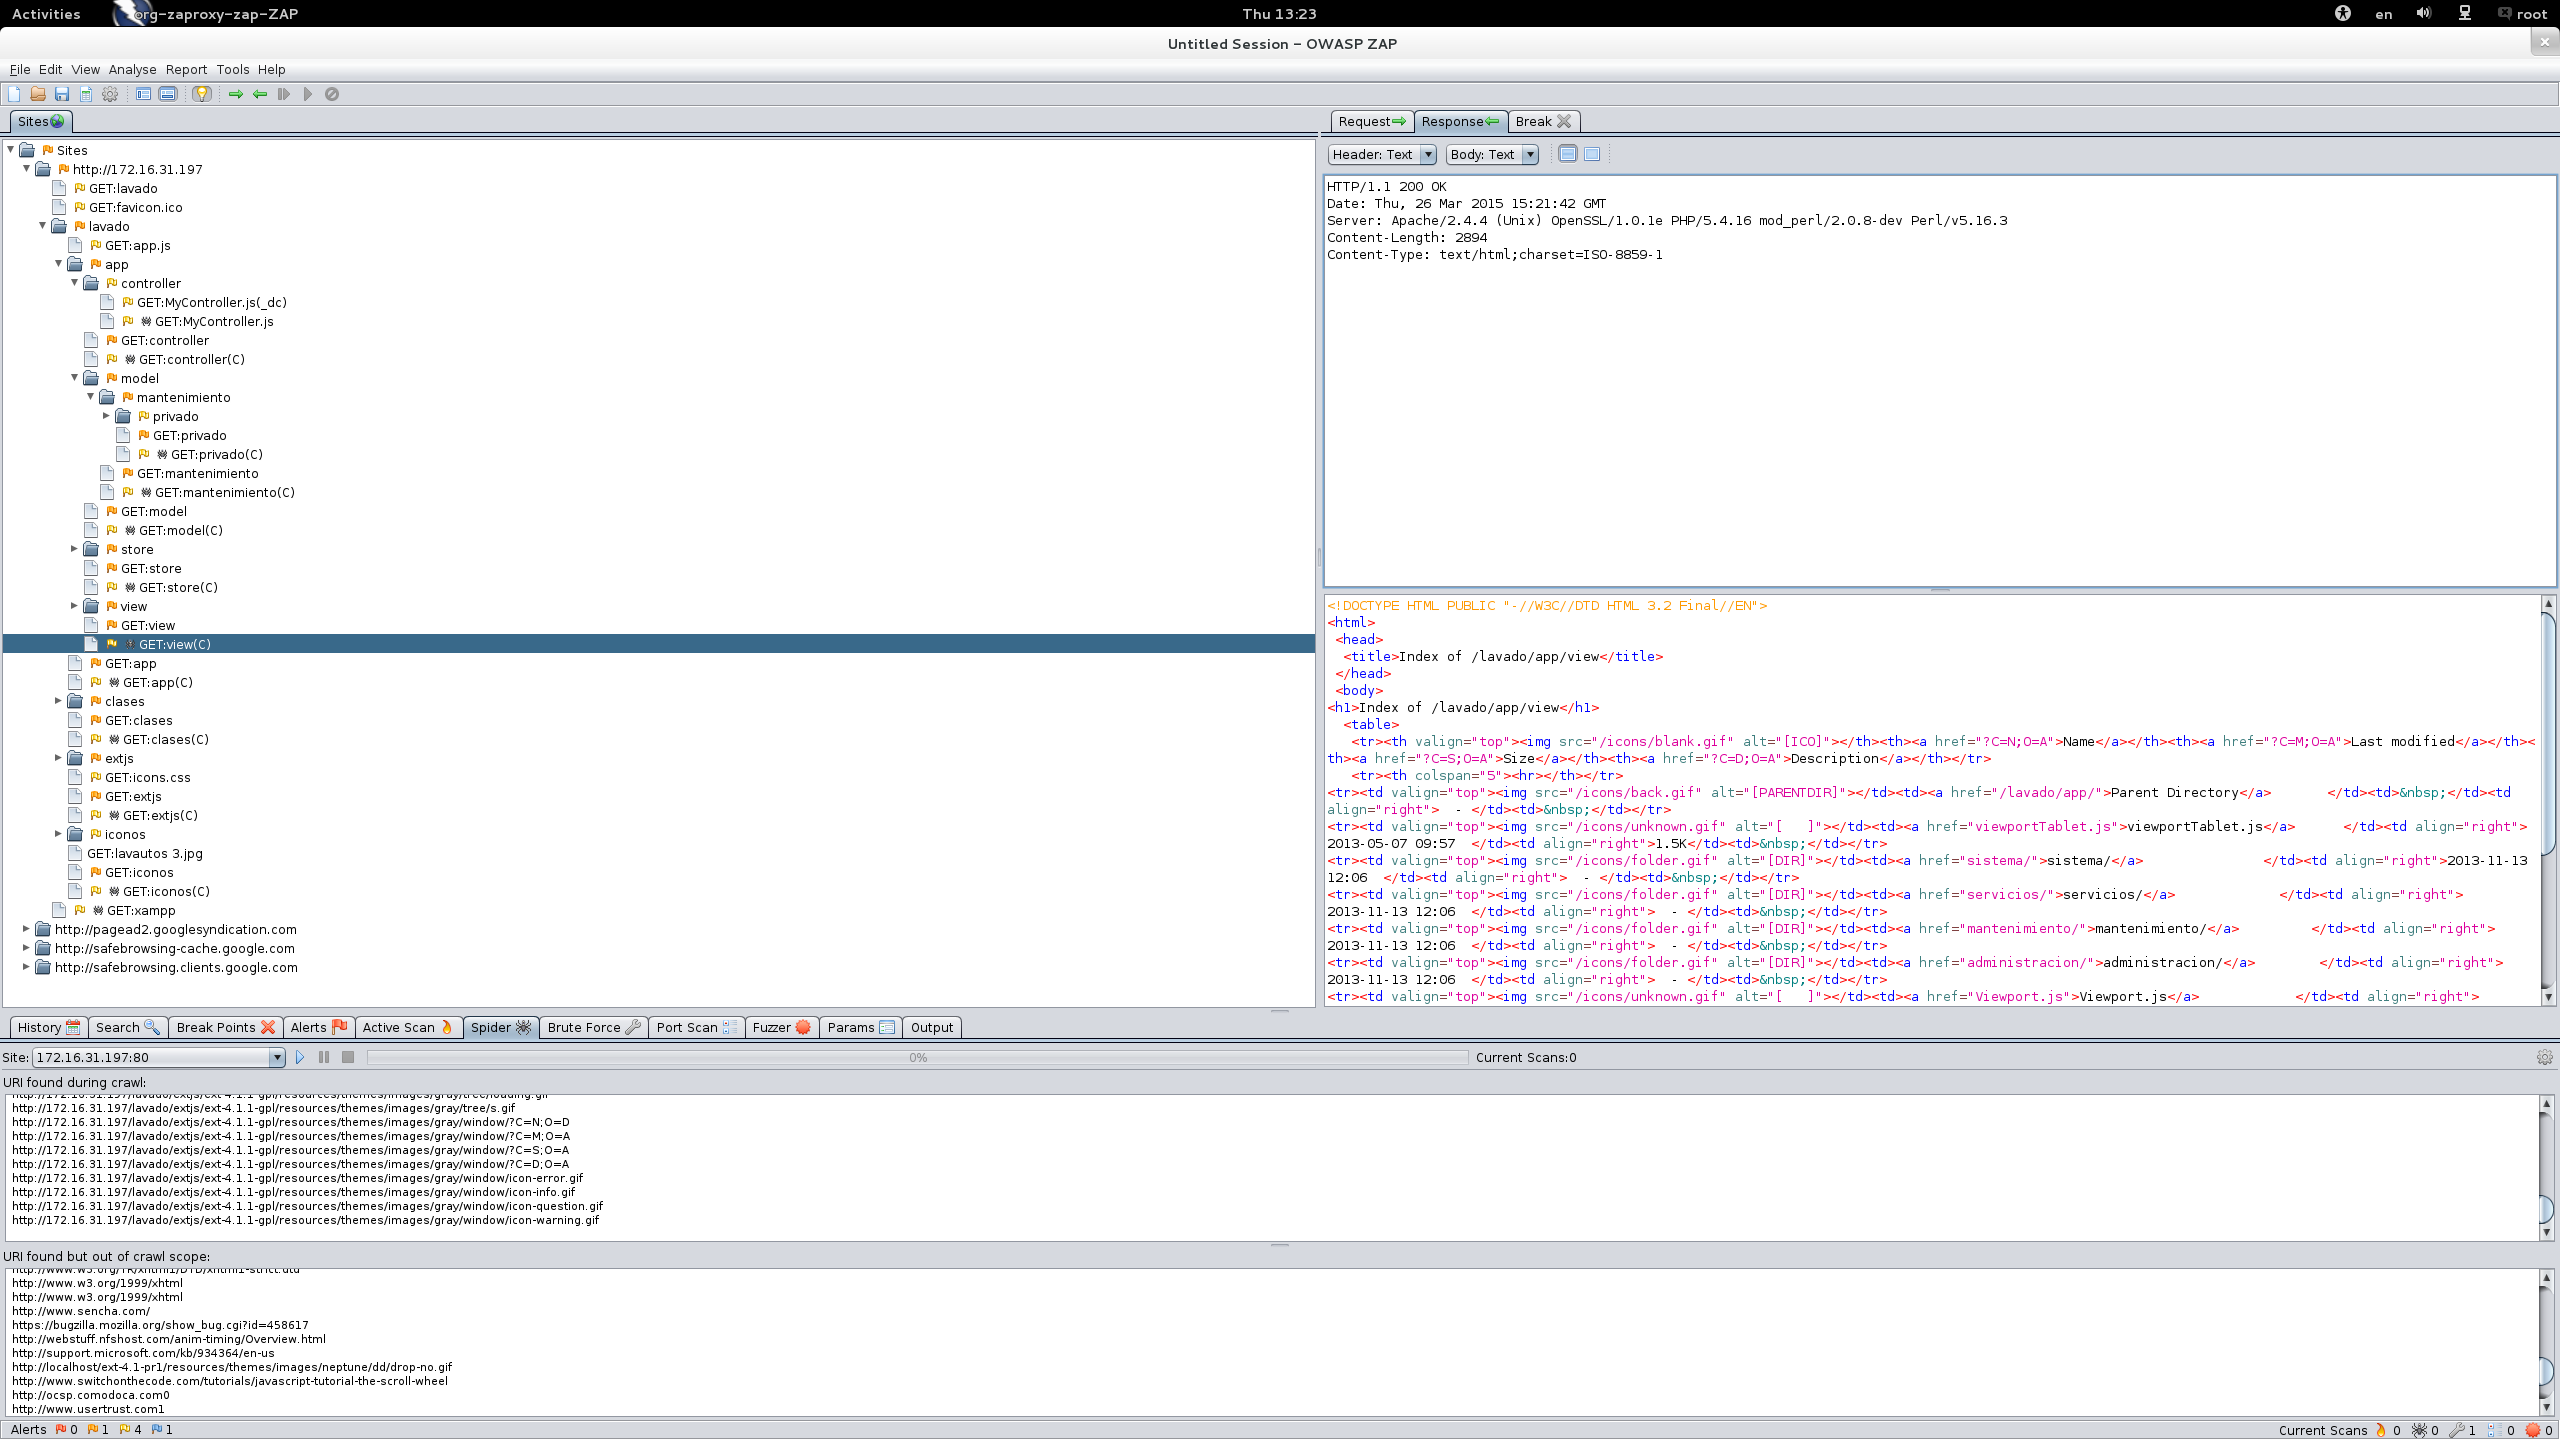 Activities org-zaproxy-zap-ZAP Thu 13:23 en root
Untitled Session - OWASP ZAP
File Edit View Analyse Report Tools Help
Sites
Sites
http://172.16.31.197
GET:lavado
GET:favicon.ico
lavado
GET:app.js
app
controller
GET:MyController.js(_dc)
GET:MyController.js
GET:controller
GET:controller(C)
model
mantenimiento
privado
GET:privado
GET:privado(C)
GET:mantenimiento
GET:mantenimiento(C)
GET:model
GET:model(C)
store
GET:store
GET:store(C)
view
GET:view
GET:view(C)
GET:app
GET:app(C)
clases
GET:clases
GET:clases(C)
extjs
GET:icons.css
GET:extjs
GET:extjs(C)
iconos
GET:lavautos 3.jpg
GET:iconos
GET:iconos(C)
GET:xampp
http://pagead2.googlesyndication.com
http://safebrowsing-cache.google.com
http://safebrowsing.clients.google.com
Request Response Break
Header: Text Body: Text
HTTP/1.1 200 OK
Date: Thu, 26 Mar 2015 15:21:42 GMT
Server: Apache/2.4.4 (Unix) OpenSSL/1.0.1e PHP/5.4.16 mod_perl/2.0.8-dev Perl/v5.16.3
Content-Length: 2894
Content-Type: text/html;charset=ISO-8859-1
<!DOCTYPE HTML PUBLIC "-//W3C//DTD HTML 3.2 Final//EN">
<html>
<head>
<title>Index of /lavado/app/view</title>
</head>
<body>
<h1>Index of /lavado/app/view</h1>
<table>
<tr><th valign="top"><img src="/icons/blank.gif" alt="[ICO]"></th><th><a href="?C=N;O=A">Name</a></th><th><a href="?C=M;O=A">Last modified</a></th><
th><a href="?C=S;O=A">Size</a></th><th><a href="?C=D;O=A">Description</a></th></tr>
<tr><th colspan="5"><hr></th></tr>
<tr><td valign="top"><img src="/icons/back.gif" alt="[PARENTDIR]"></td><td><a href="/lavado/app/">Parent Directory</a> </td><td>&nbsp;</td><td
align="right"> - </td><td>&nbsp;</td></tr>
<tr><td valign="top"><img src="/icons/unknown.gif" alt="[ ]"></td><td><a href="viewportTablet.js">viewportTablet.js</a> </td><td align="right">
2013-05-07 09:57 </td><td align="right">1.5K</td><td>&nbsp;</td></tr>
<tr><td valign="top"><img src="/icons/folder.gif" alt="[DIR]"></td><td><a href="sistema/">sistema/</a> </td><td align="right">2013-11-13
12:06 </td><td align="right"> - </td><td>&nbsp;</td></tr>
<tr><td valign="top"><img src="/icons/folder.gif" alt="[DIR]"></td><td><a href="servicios/">servicios/</a> </td><td align="right">
2013-11-13 12:06 </td><td align="right"> - </td><td>&nbsp;</td></tr>
<tr><td valign="top"><img src="/icons/folder.gif" alt="[DIR]"></td><td><a href="mantenimiento/">mantenimiento/</a> </td><td align="right">
2013-11-13 12:06 </td><td align="right"> - </td><td>&nbsp;</td></tr>
<tr><td valign="top"><img src="/icons/folder.gif" alt="[DIR]"></td><td><a href="administracion/">administracion/</a> </td><td align="right">
2013-11-13 12:06 </td><td align="right"> - </td><td>&nbsp;</td></tr>
<tr><td valign="top"><img src="/icons/unknown.gif" alt="[ ]"></td><td><a href="Viewport.js">Viewport.js</a> </td><td align="right">
History Search Break Points Alerts Active Scan Spider Brute Force Port Scan Fuzzer Params Output
Site: 172.16.31.197:80 0% Current Scans:0
URI found during crawl:
http://172.16.31.197/lavado/extjs/ext-4.1.1-gpl/resources/themes/images/gray/tree/loading.gif
http://172.16.31.197/lavado/extjs/ext-4.1.1-gpl/resources/themes/images/gray/tree/s.gif
http://172.16.31.197/lavado/extjs/ext-4.1.1-gpl/resources/themes/images/gray/window/?C=N;O=D
http://172.16.31.197/lavado/extjs/ext-4.1.1-gpl/resources/themes/images/gray/window/?C=M;O=A
http://172.16.31.197/lavado/extjs/ext-4.1.1-gpl/resources/themes/images/gray/window/?C=S;O=A
http://172.16.31.197/lavado/extjs/ext-4.1.1-gpl/resources/themes/images/gray/window/?C=D;O=A
http://172.16.31.197/lavado/extjs/ext-4.1.1-gpl/resources/themes/images/gray/window/icon-error.gif
http://172.16.31.197/lavado/extjs/ext-4.1.1-gpl/resources/themes/images/gray/window/icon-info.gif
http://172.16.31.197/lavado/extjs/ext-4.1.1-gpl/resources/themes/images/gray/window/icon-question.gif
http://172.16.31.197/lavado/extjs/ext-4.1.1-gpl/resources/themes/images/gray/window/icon-warning.gif
URI found but out of crawl scope:
http://www.w3.org/TR/xhtml1/DTD/xhtml1-strict.dtd
http://www.w3.org/1999/xhtml
http://www.w3.org/1999/xhtml
http://www.sencha.com/
https://bugzilla.mozilla.org/show_bug.cgi?id=458617
http://webstuff.nfshost.com/anim-timing/Overview.html
http://support.microsoft.com/kb/934364/en-us
http://localhost/ext-4.1-pr1/resources/themes/images/neptune/dd/drop-no.gif
http://www.switchonthecode.com/tutorials/javascript-tutorial-the-scroll-wheel
http://ocsp.comodoca.com0
http://www.usertrust.com1
Alerts 0 1 4 1 Current Scans 0 0 1 0 0